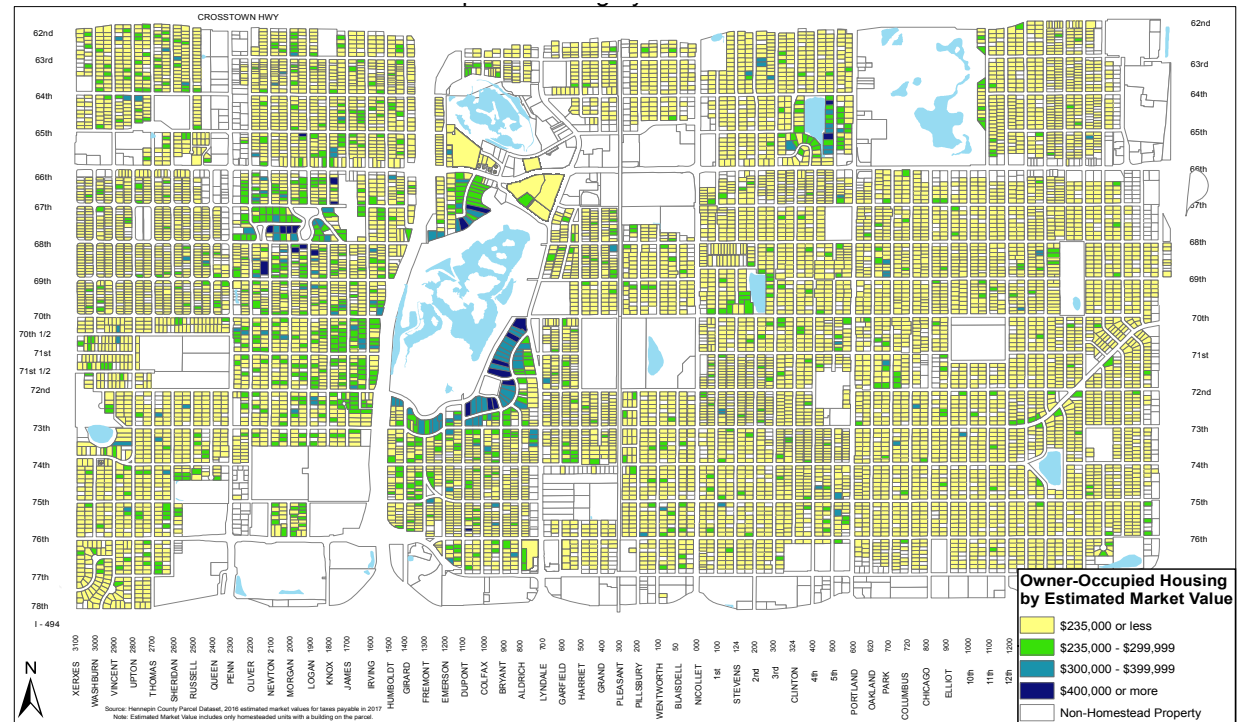 CROSSTOWN HWY
62nd
63rd
64th
65th
66th
67th
68th
69th
70th
70th 1/2
71st
71st 1/2
72nd
73rd
74th
75th
76th
77th
78th
I - 494
62nd
63rd
64th
65th
66th
67th
68th
69th
70th
71st
72nd
73rd
74th
75th
76th
XERXES 3100
WASHBURN 3000
VINCENT 2900
UPTON 2800
THOMAS 2700
SHERIDAN 2600
RUSSELL 2500
QUEEN 2400
PENN 2300
OLIVER 2200
NEWTON 2100
MORGAN 2000
LOGAN 1900
KNOX 1800
JAMES 1700
IRVING 1600
HUMBOLDT 1500
GIRARD 1400
FREMONT 1300
EMERSON 1200
DUPONT 1100
COLFAX 1000
BRYANT 900
ALDRICH 800
LYNDALE 710
GARFIELD 600
HARRIET 500
GRAND 400
PLEASANT 300
PILLSBURY 200
WENTWORTH 100
BLAISDELL 50
NICOLLET 00
1st 100
STEVENS 124
2nd 200
3rd 300
CLINTON 324
4th 400
5th 500
PORTLAND 600
OAKLAND 620
PARK 700
COLUMBUS 720
CHICAGO 800
ELLIOT 900
10th 1000
11th 1100
12th 1200
Owner-Occupied Housing
by Estimated Market Value
$235,000 or less
$235,000 - $299,999
$300,000 - $399,999
$400,000 or more
Non-Homestead Property
N
Source: Hennepin County Parcel Dataset, 2016 estimated market values for taxes payable in 2017
Note: Estimated Market Value includes only homesteaded units with a building on the parcel.